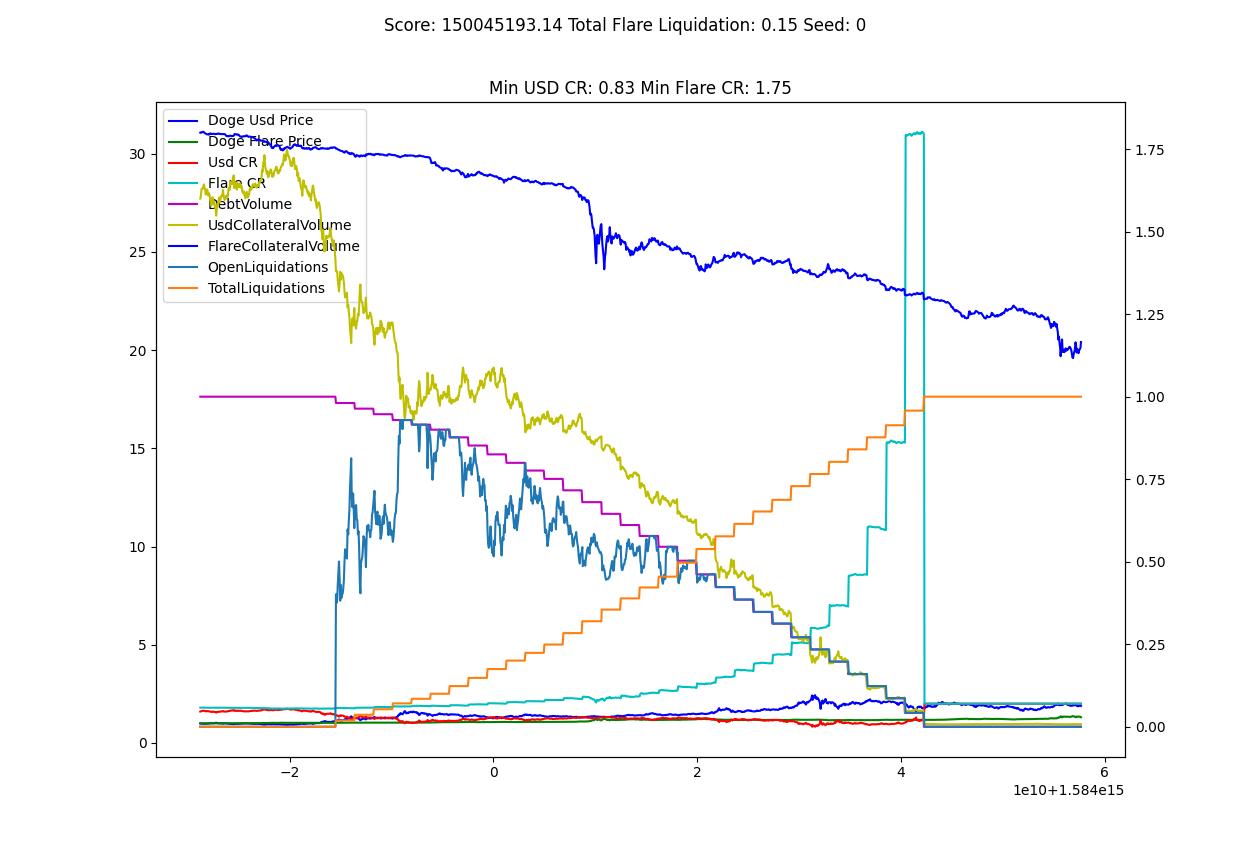 Score: 150045193.14 Total Flare Liquidation: 0.15 Seed: 0
Min USD CR: 0.83 Min Flare CR: 1.75
Doge Usd Price
Doge Flare Price
Usd CR
Flare CR
DebtVolume
UsdCollateralVolume
FlareCollateralVolume
OpenLiquidations
TotalLiquidations
30
25
20
15
10
5
0
1.75
1.50
1.25
1.00
0.75
0.50
0.25
0.00
−2
0
2
4
6
1e10+1.584e15